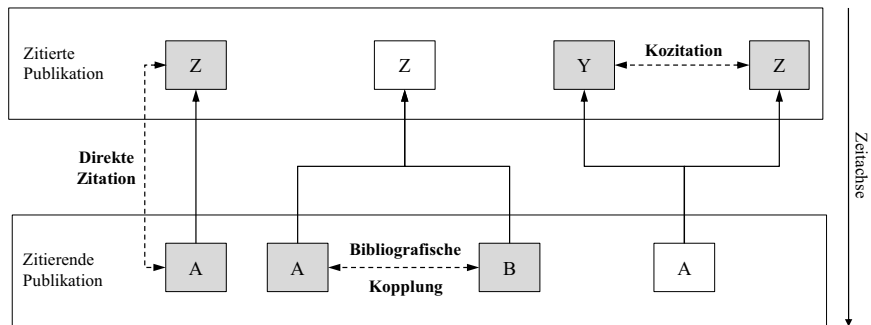 Zitierte
Publikation
Z
Z
Y
Kozitation
Z
Direkte
Zitation
Zeitachse
Zitierende
Publikation
A
A
Bibliografische
Kopplung
B
A